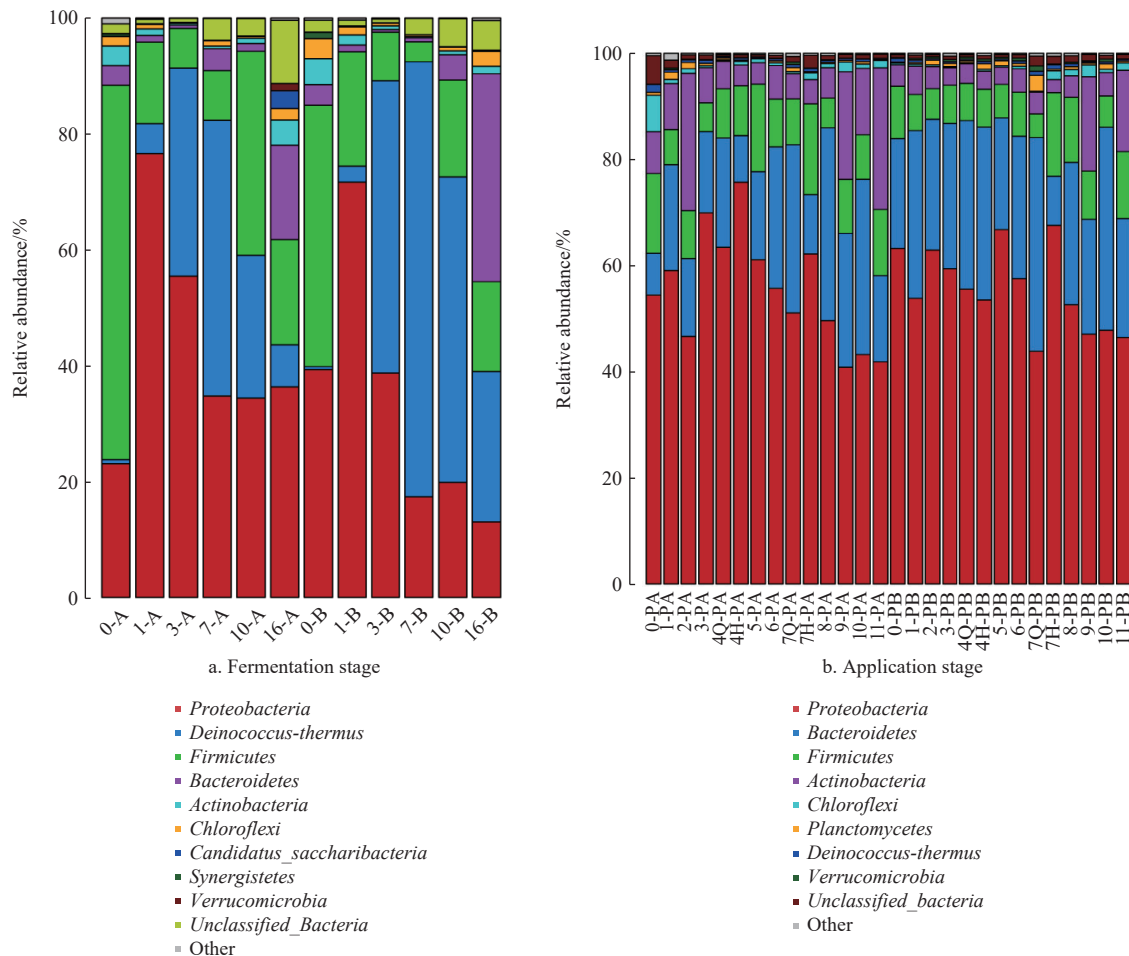 100
80
60
40
20
0
Relative abundance/%
0-A
1-A
3-A
7-A
10-A
16-A
0-B
1-B
3-B
7-B
10-B
16-B
a. Fermentation stage
Proteobacteria
Deinococcus-thermus
Firmicutes
Bacteroidetes
Actinobacteria
Chloroflexi
Candidatus_saccharibacteria
Synergistetes
Verrucomicrobia
Unclassified_Bacteria
Other
100
80
60
40
20
0
Relative abundance/%
0-PA
1-PA
2-PA
3-PA
4Q-PA
4H-PA
5-PA
6-PA
7Q-PA
7H-PA
8-PA
9-PA
10-PA
11-PA
0-PB
1-PB
2-PB
3-PB
4Q-PB
4H-PB
5-PB
6-PB
7Q-PB
7H-PB
8-PB
9-PB
10-PB
11-PB
b. Application stage
Proteobacteria
Bacteroidetes
Firmicutes
Actinobacteria
Chloroflexi
Planctomycetes
Deinococcus-thermus
Verrucomicrobia
Unclassified_bacteria
Other